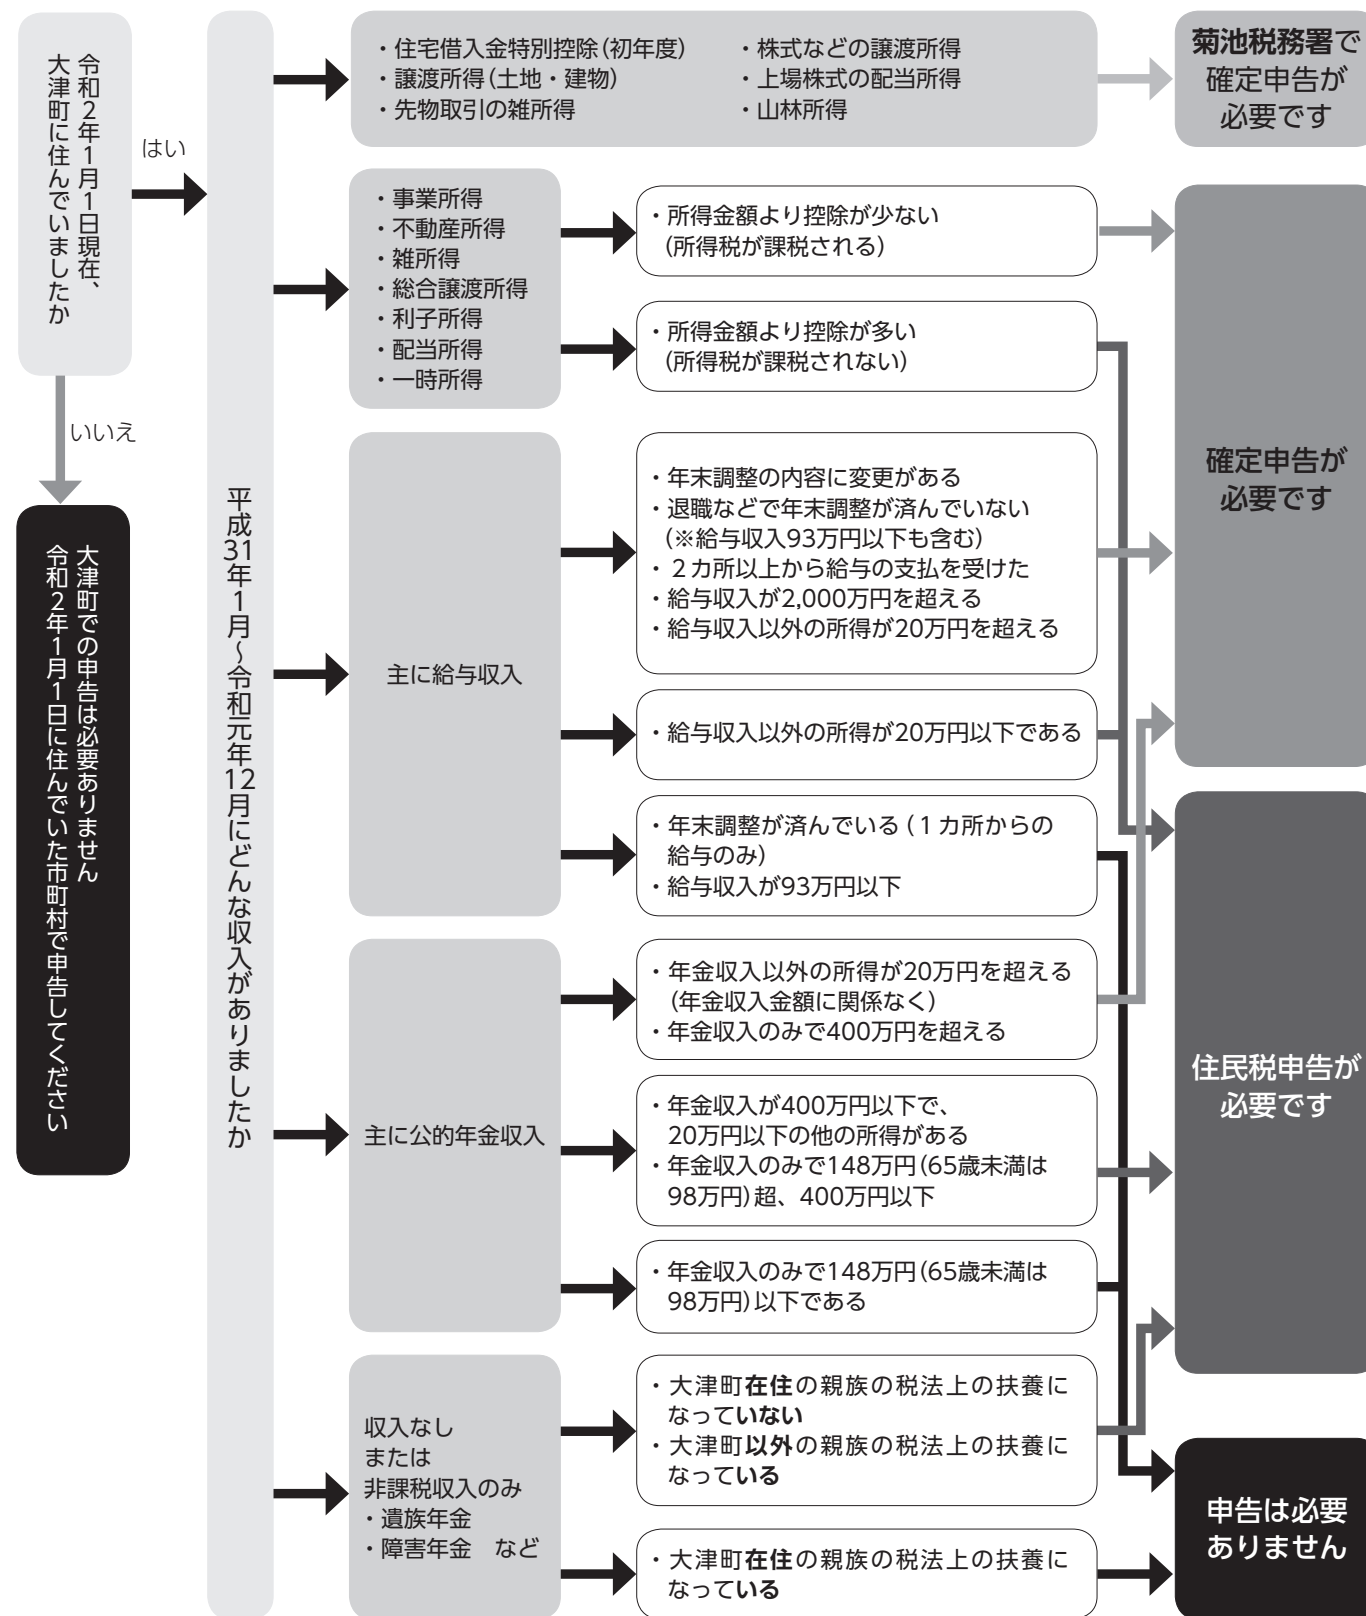 令和2年1月1日現在、
大津町に住んでいましたか
はい
いいえ
大津町での申告は必要ありません
令和2年1月1日に住んでいた市町村で申告してください
平成31年1月～令和元年12月にどんな収入がありましたか
・住宅借入金特別控除(初年度)
・譲渡所得(土地・建物)
・先物取引の雑所得
・株式などの譲渡所得
・上場株式の配当所得
・山林所得
菊池税務署で
確定申告が
必要です
・事業所得
・不動産所得
・雑所得
・総合譲渡所得
・利子所得
・配当所得
・一時所得
・所得金額より控除が少ない
(所得税が課税される)
・所得金額より控除が多い
(所得税が課税されない)
確定申告が
必要です
主に給与収入
・年末調整の内容に変更がある
・退職などで年末調整が済んでいない
(※給与収入93万円以下も含む)
・２カ所以上から給与の支払を受けた
・給与収入が2,000万円を超える
・給与収入以外の所得が20万円を超える
・給与収入以外の所得が20万円以下である
・年末調整が済んでいる(１カ所からの
給与のみ)
・給与収入が93万円以下
主に公的年金収入
・年金収入以外の所得が20万円を超える
(年金収入金額に関係なく)
・年金収入のみで400万円を超える
・年金収入が400万円以下で、
20万円以下の他の所得がある
・年金収入のみで148万円(65歳未満は
98万円)超、400万円以下
・年金収入のみで148万円(65歳未満は
98万円)以下である
住民税申告が
必要です
収入なし
または
非課税収入のみ
・遺族年金
・障害年金　など
・大津町在住の親族の税法上の扶養に
なっていない
・大津町以外の親族の税法上の扶養に
なっている
・大津町在住の親族の税法上の扶養に
なっている
申告は必要
ありません